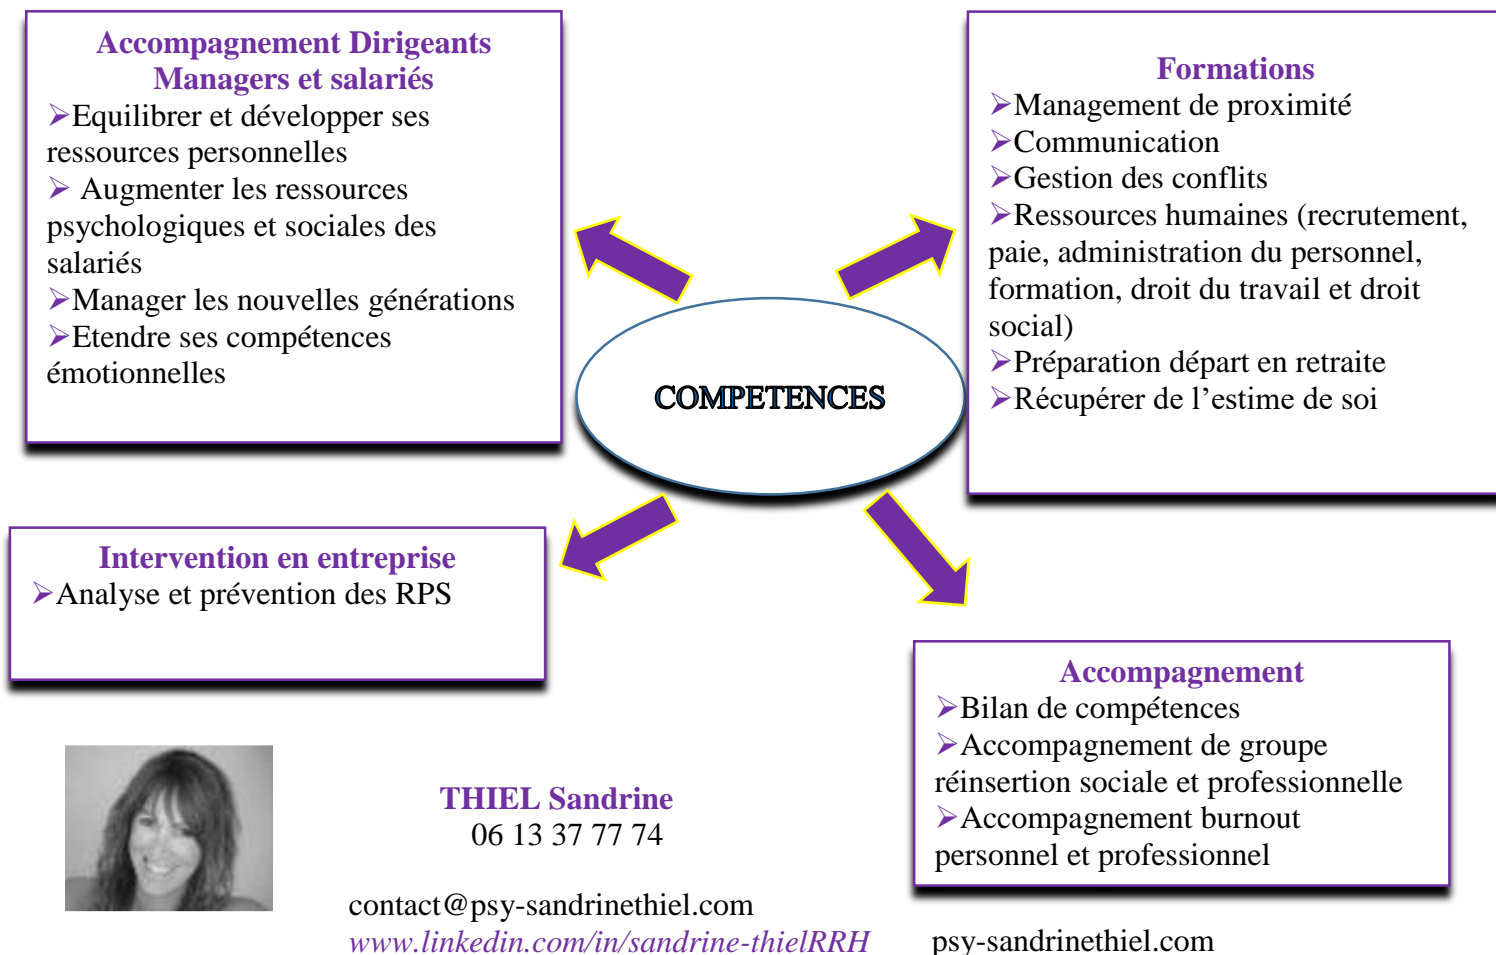 Accompagnement Dirigeants
Managers et salariés
➢Equilibrer et développer ses
ressources personnelles
➢ Augmenter les ressources
psychologiques et sociales des
salariés
➢Manager les nouvelles générations
➢Etendre ses compétences
émotionnelles
Formations
➢Management de proximité
➢Communication
➢Gestion des conflits
➢Ressources humaines (recrutement,
paie, administration du personnel,
formation, droit du travail et droit
social)
➢Préparation départ en retraite
➢Récupérer de l’estime de soi
COMPETENCES
Intervention en entreprise
➢Analyse et prévention des RPS
Accompagnement
➢Bilan de compétences
➢Accompagnement de groupe
réinsertion sociale et professionnelle
➢Accompagnement burnout
personnel et professionnel
THIEL Sandrine
06 13 37 77 74
contact@psy-sandrinethiel.com
www.linkedin.com/in/sandrine-thielRRH
psy-sandrinethiel.com